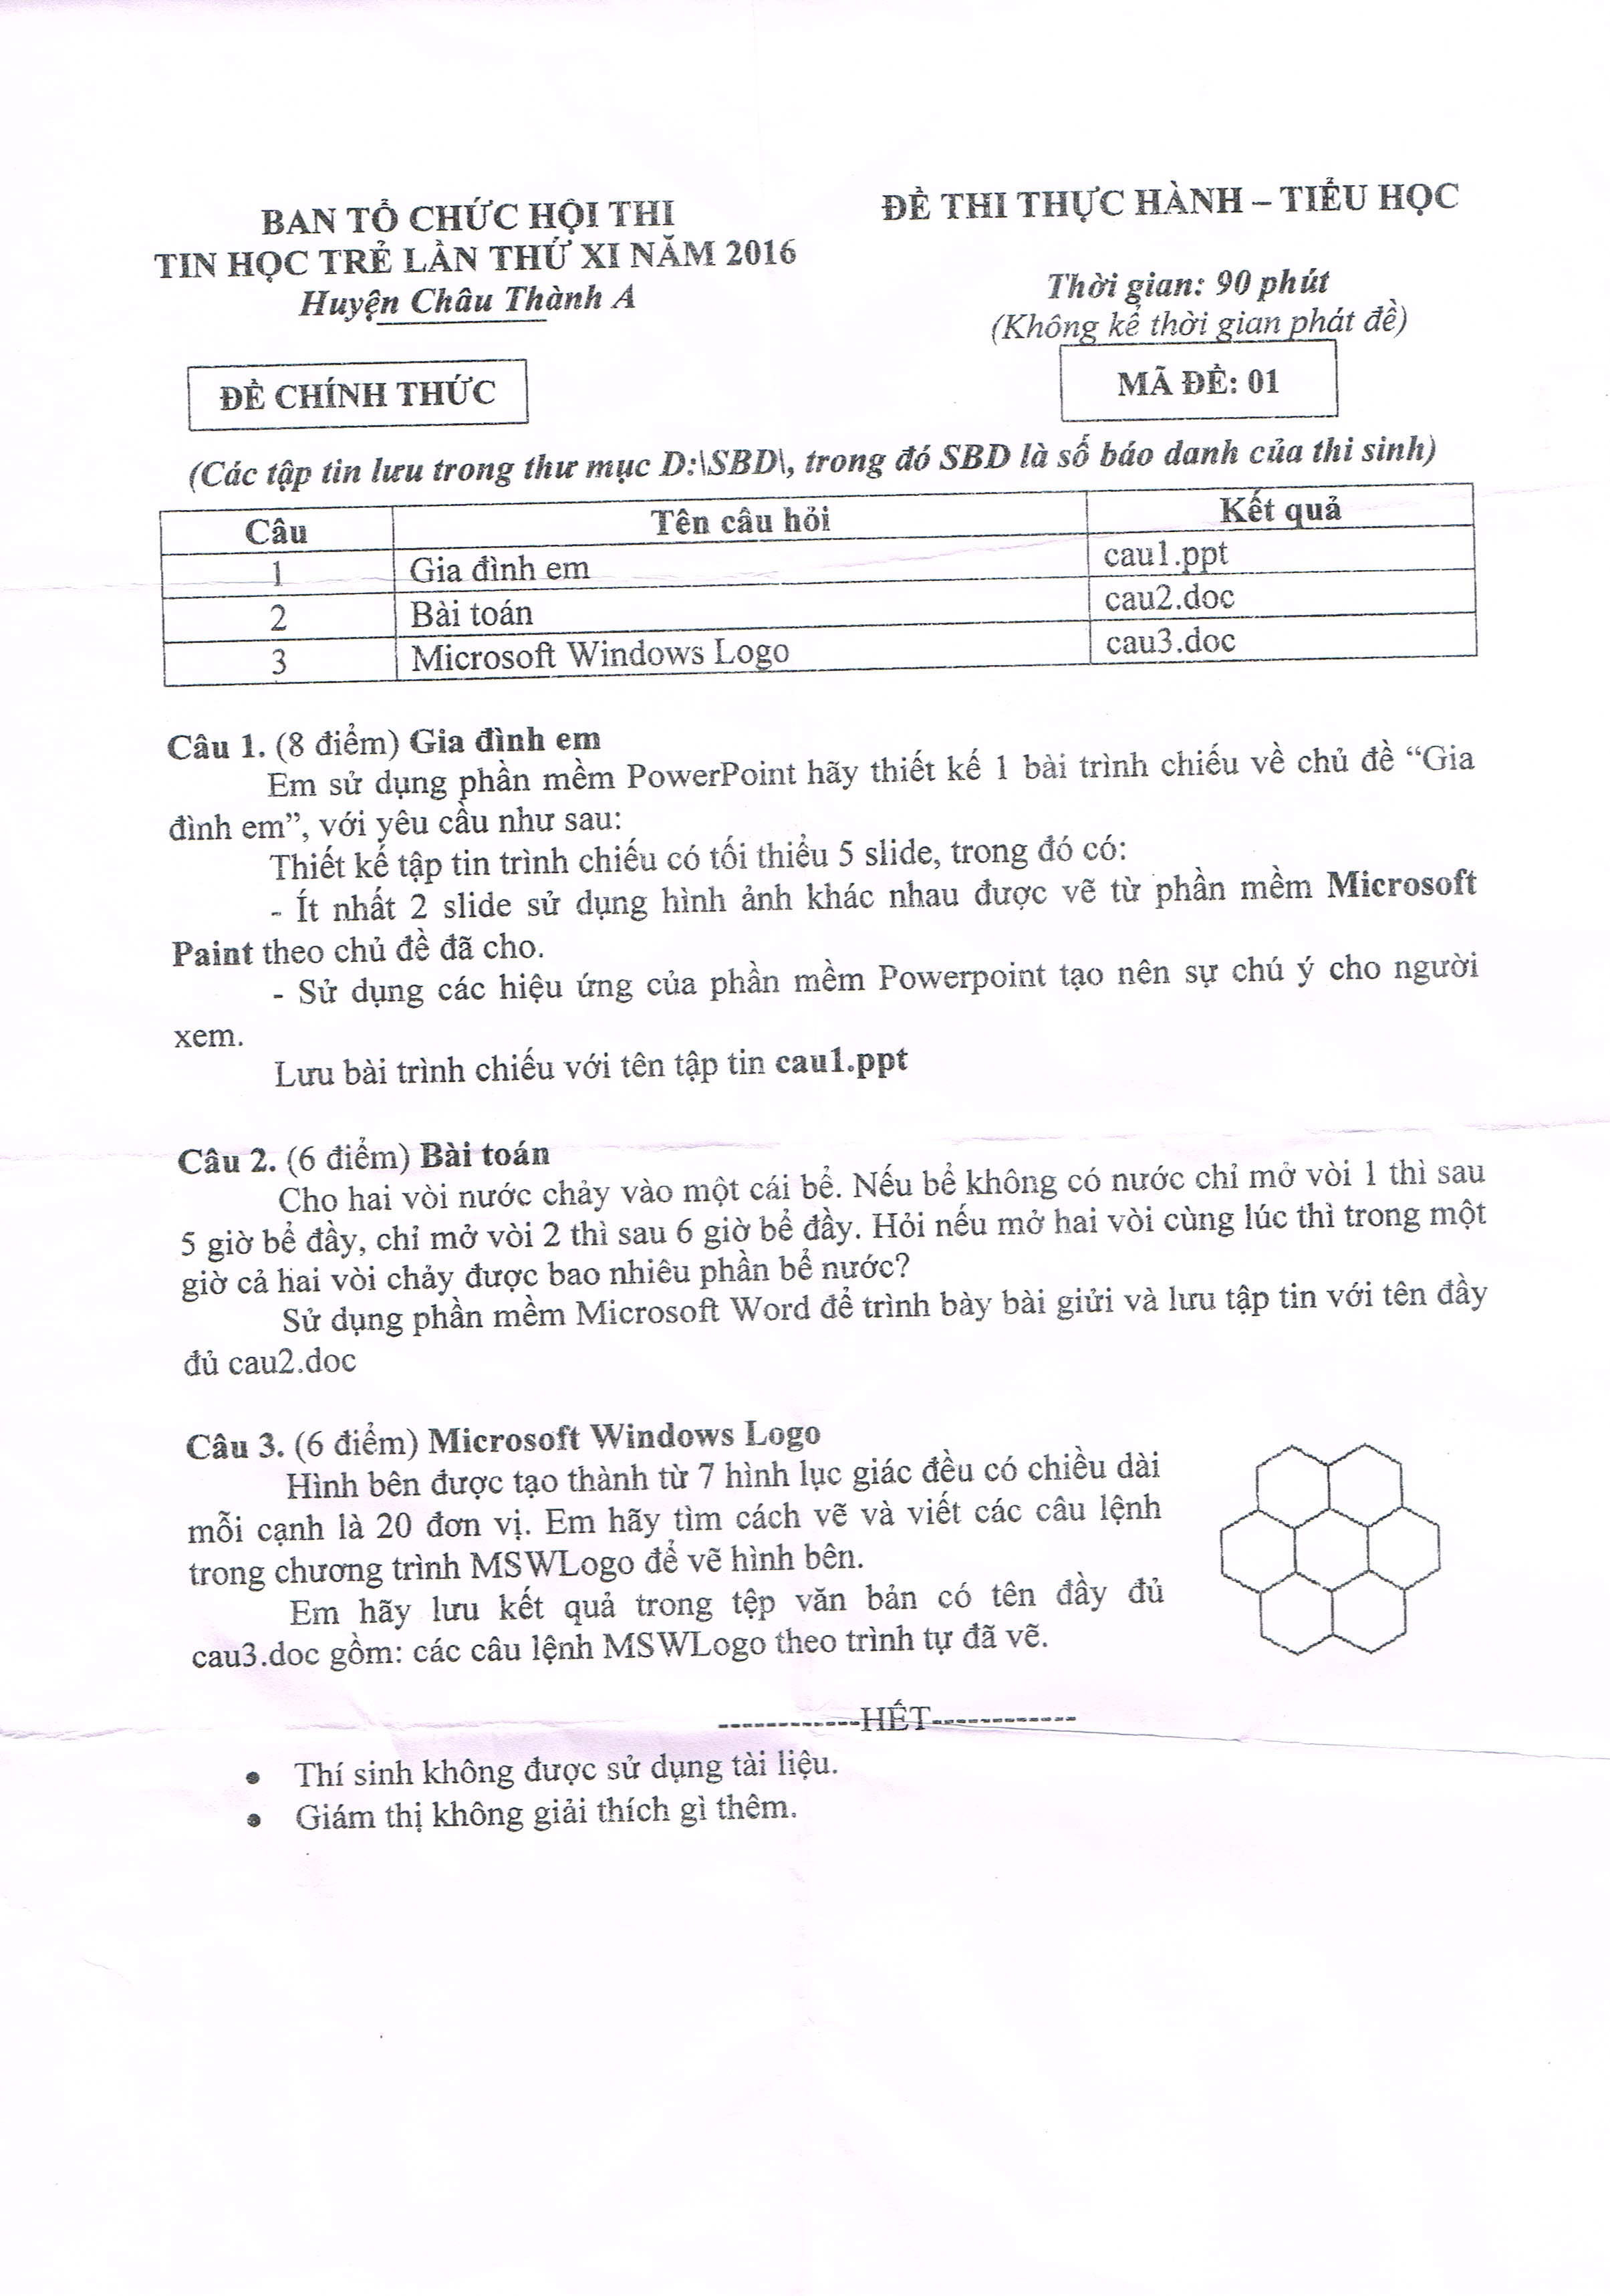 BAN TỔ CHỨC HỘI THI
TIN HỌC TRẺ LẦN THỨ XI NĂM 2016
Huyện Châu Thành A
ĐỀ THI THỰC HÀNH – TIỂU HỌC
Thời gian: 90 phút
(Không kể thời gian phát đề)
ĐỀ CHÍNH THỨC
MÃ ĐỀ: 01
(Các tập tin lưu trong thư mục D:\SBD\, trong đó SBD là số báo danh của thi sinh)
Câu Tên câu hỏi Kết quả
1 Gia đình em cau1.ppt
2 Bài toán cau2.doc
3 Microsoft Windows Logo cau3.doc
Câu 1. (8 điểm) Gia đình em
Em sử dụng phần mềm PowerPoint hãy thiết kế 1 bài trình chiếu về chủ đề “Gia
đình em”, với yêu cầu như sau:
Thiết kế tập tin trình chiếu có tối thiểu 5 slide, trong đó có:
- Ít nhất 2 slide sử dụng hình ảnh khác nhau được vẽ từ phần mềm Microsoft
Paint theo chủ đề đã cho.
- Sử dụng các hiệu ứng của phần mềm Powerpoint tạo nên sự chú ý cho người
xem.
Lưu bài trình chiếu với tên tập tin cau1.ppt
Câu 2. (6 điểm) Bài toán
Cho hai vòi nước chảy vào một cái bể. Nếu bể không có nước chỉ mở vòi 1 thì sau
5 giờ bể đầy, chỉ mở vòi 2 thì sau 6 giờ bể đầy. Hỏi nếu mở hai vòi cùng lúc thì trong một
giờ cả hai vòi chảy được bao nhiêu phần bể nước?
Sử dụng phần mềm Microsoft Word để trình bày bài giửi và lưu tập tin với tên đầy
đủ cau2.doc
Câu 3. (6 điểm) Microsoft Windows Logo
Hình bên được tạo thành từ 7 hình lục giác đều có chiều dài
mỗi cạnh là 20 đơn vị. Em hãy tìm cách vẽ và viết các câu lệnh
trong chương trình MSWLogo để vẽ hình bên.
Em hãy lưu kết quả trong tệp văn bản có tên đầy đủ
cau3.doc gồm: các câu lệnh MSWLogo theo trình tự đã vẽ.
------------HẾT------------
• Thí sinh không được sử dụng tài liệu.
• Giám thị không giải thích gì thêm.